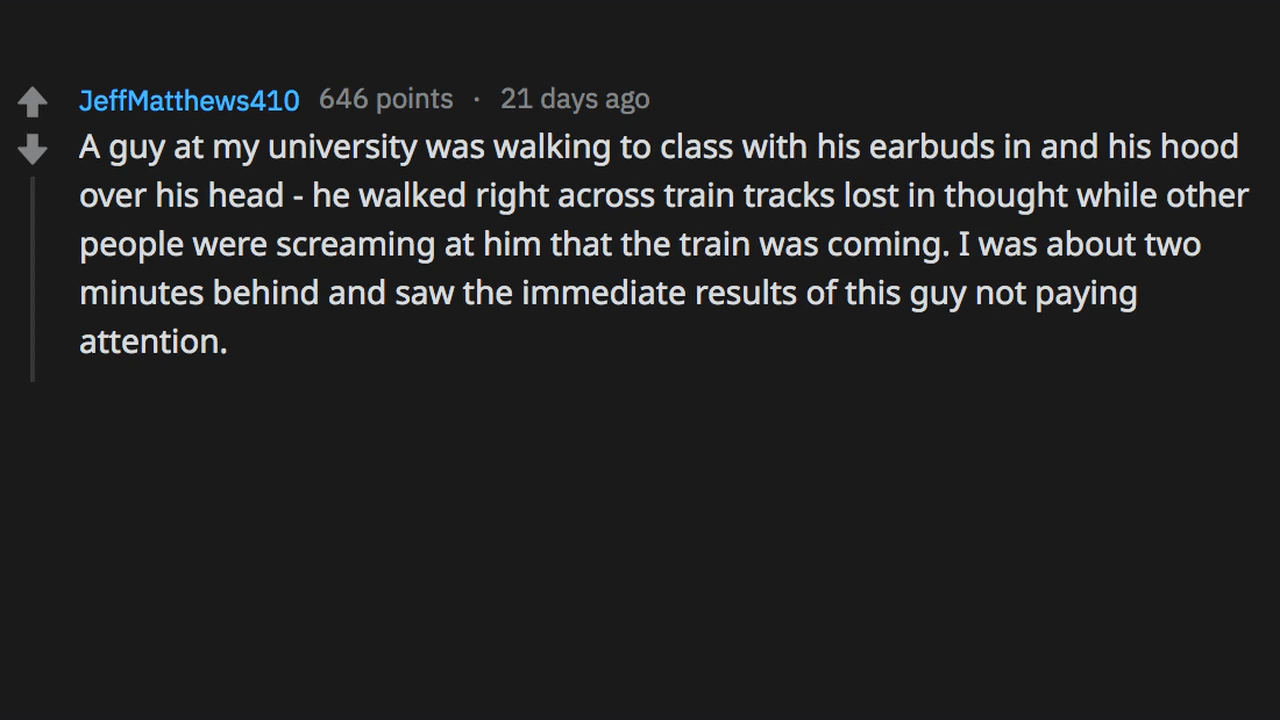 JeffMatthews410 646 points · 21 days ago
A guy at my university was walking to class with his earbuds in and his hood
over his head - he walked right across train tracks lost in thought while other
people were screaming at him that the train was coming. I was about two
minutes behind and saw the immediate results of this guy not paying
attention.